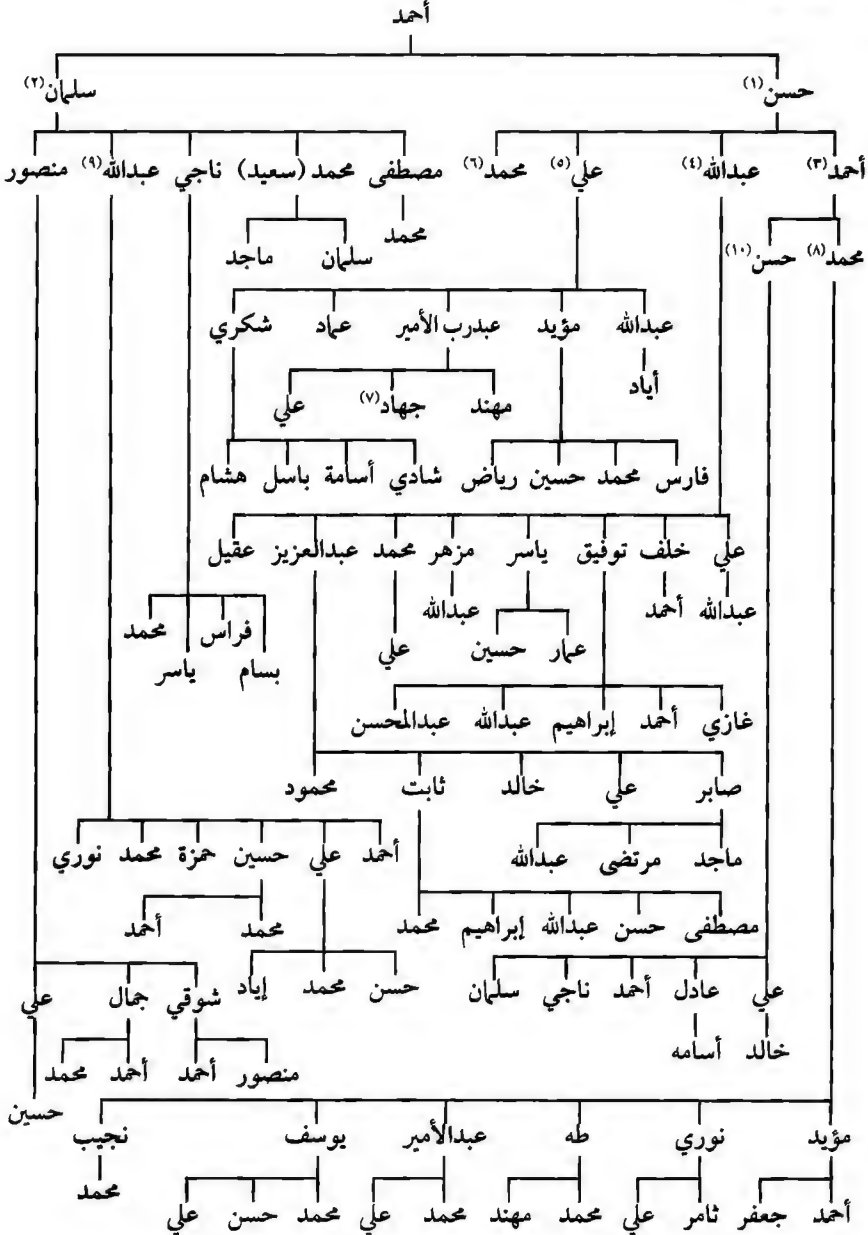 أحمد
حسن(١) سلمان(٢)
أحمد(٣) عبدالله(٤) علي(٥) محمد(٦) مصطفى محمد (سعيد) ناجي عبدالله(٩) منصور
محمد(٨) حسن(١٠) محمد سلمان ماجد
عبدالله مؤيد عبدرب الأمير عماد شكري
أياد مهند جهاد(٧) علي
فارس محمد حسين رياض شادي أسامة باسل هشام
علي خلف توفيق ياسر مزهر محمد عبدالعزيز عقيل
عبدالله أحمد عمار حسين عبدالله علي فراس محمد
بسام ياسر
غازي أحمد إبراهيم عبدالله عبدالمحسن
صابر علي خالد ثابت محمود
ماجد مرتضى عبدالله أحمد علي حسين حمزة محمد نوري
مصطفى حسن عبدالله إبراهيم محمد محمد أحمد
علي عادل أحمد ناجي سلمان حسن محمد إياد شوقي جمال علي
خالد أسامه منصور أحمد أحمد محمد
حسين
مؤيد نوري طه عبدالأمير يوسف نجيب
أحمد جعفر ثامر علي محمد مهند محمد علي محمد حسن علي محمد